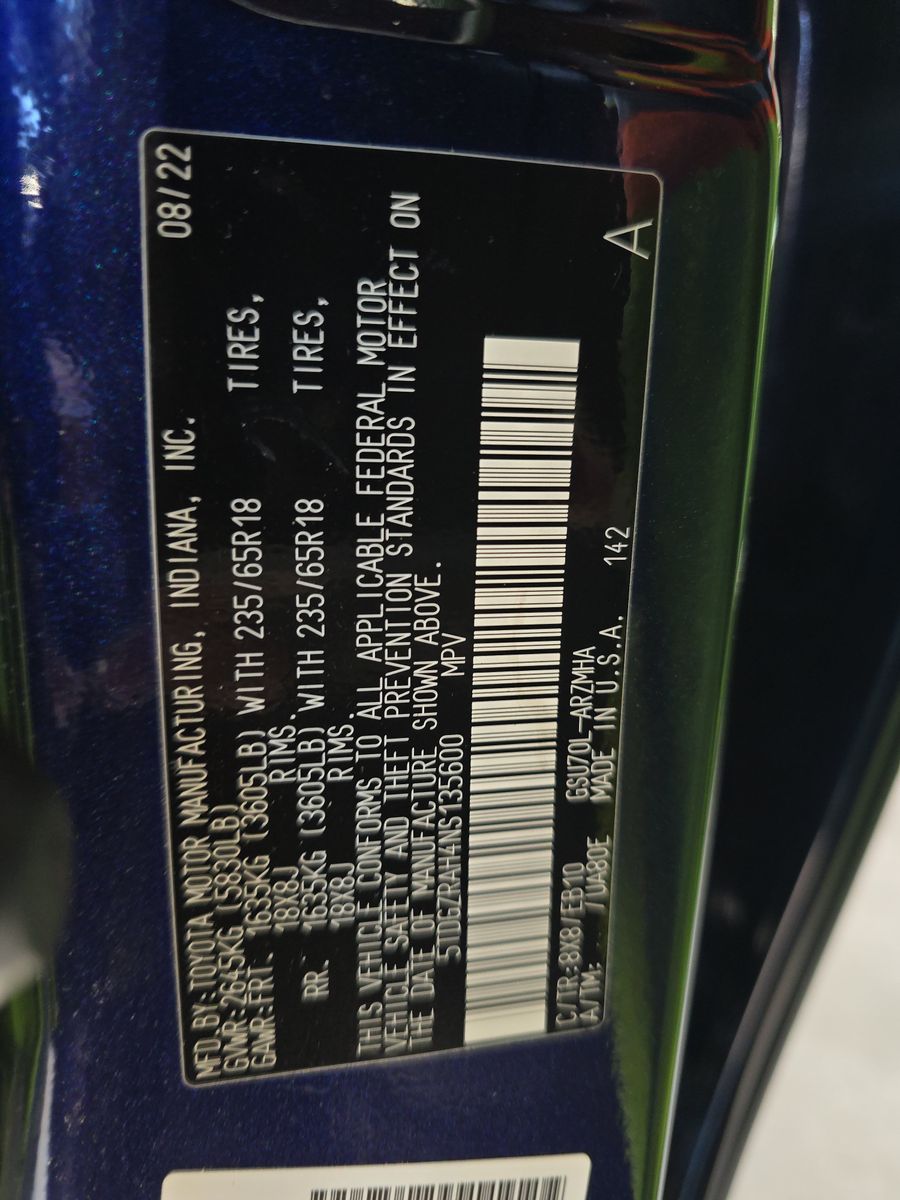 MFD BY:TOYOTA MOTOR MANUFACTURING, INDIANA, INC. 08/22
GVWR:2645KG (5830LB)
GAWR:FRT. 1635KG (3605LB) WITH 235/65R18 TIRES,
18X8J RIMS.
RR. 1635KG (3605LB) WITH 235/65R18 TIRES,
18X8J RIMS.
THIS VEHICLE CONFORMS TO ALL APPLICABLE FEDERAL MOTOR
VEHICLE SAFETY AND THEFT PREVENTION STANDARDS IN EFFECT ON
THE DATE OF MANUFACTURE SHOWN ABOVE.
5TDGZRAH4NS135600 MPV
C/TR:8X8/EB10 GSU70L-ARZMHA
A/TM: /UA80E MADE IN U.S.A. 142 A